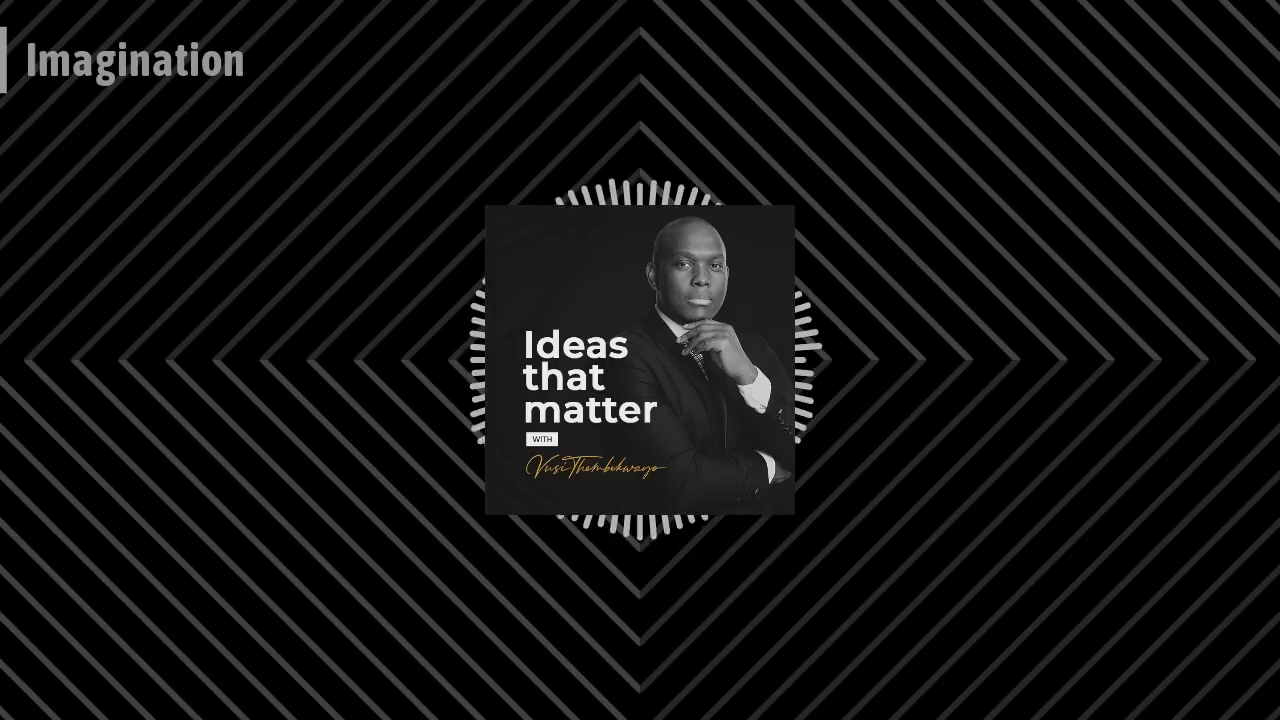 Imagination
Ideas
that
matter
WITH
Vusi Thembekwayo